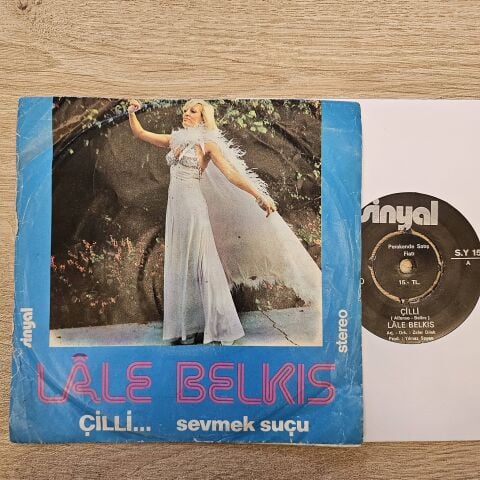 sinyal
stereo
LÂLE BELKIS
ÇİLLİ... sevmek suçu
sinyal
Perakende Satış
Fiatı
15.- TL.
S.Y 15
A
ÇİLLİ
LÂLE BELKIS